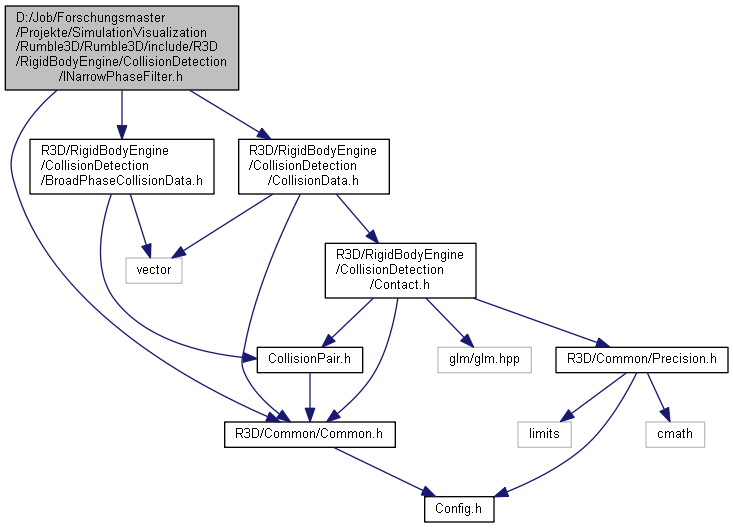 D:/Job/Forschungsmaster
/Projekte/SimulationVisualization
/Rumble3D/Rumble3D/include/R3D
/RigidBodyEngine/CollisionDetection
/INarrowPhaseFilter.h
R3D/RigidBodyEngine
/CollisionDetection
/BroadPhaseCollisionData.h
R3D/RigidBodyEngine
/CollisionDetection
/CollisionData.h
vector
R3D/RigidBodyEngine
/CollisionDetection
/Contact.h
CollisionPair.h
glm/glm.hpp
R3D/Common/Precision.h
R3D/Common/Common.h
limits
cmath
Config.h